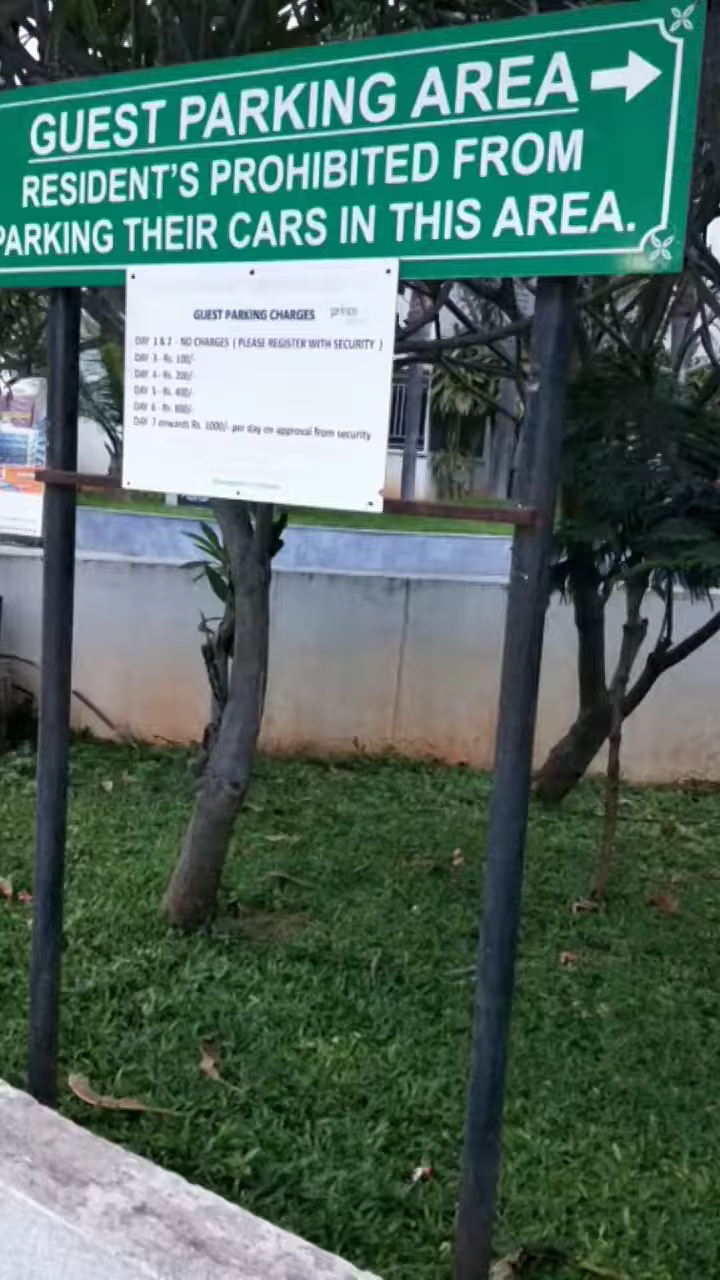 GUEST PARKING AREA
RESIDENT'S PROHIBITED FROM
PARKING THEIR CARS IN THIS AREA.
GUEST PARKING CHARGES
DAY 1 & 2 - NO CHARGES ( PLEASE REGISTER WITH SECURITY )
DAY 3 - Rs. 100/-
DAY 4 - Rs. 200/-
DAY 5 - Rs. 400/-
DAY 6 - Rs. 800/-
DAY 7 onwards Rs. 1000/- per day on approval from security